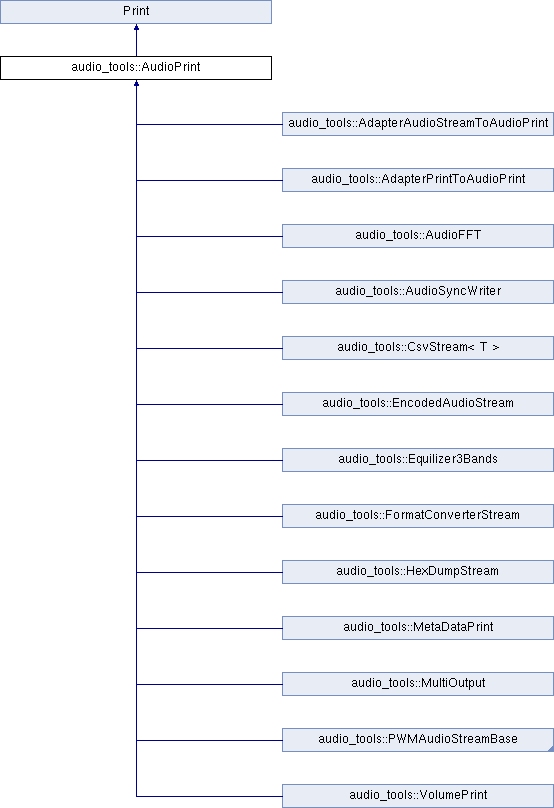 Print
audio_tools::AudioPrint
audio_tools::AdapterAudioStreamToAudioPrint
audio_tools::AdapterPrintToAudioPrint
audio_tools::AudioFFT
audio_tools::AudioSyncWriter
audio_tools::CsvStream< T >
audio_tools::EncodedAudioStream
audio_tools::Equilizer3Bands
audio_tools::FormatConverterStream
audio_tools::HexDumpStream
audio_tools::MetaDataPrint
audio_tools::MultiOutput
audio_tools::PWMAudioStreamBase
audio_tools::VolumePrint